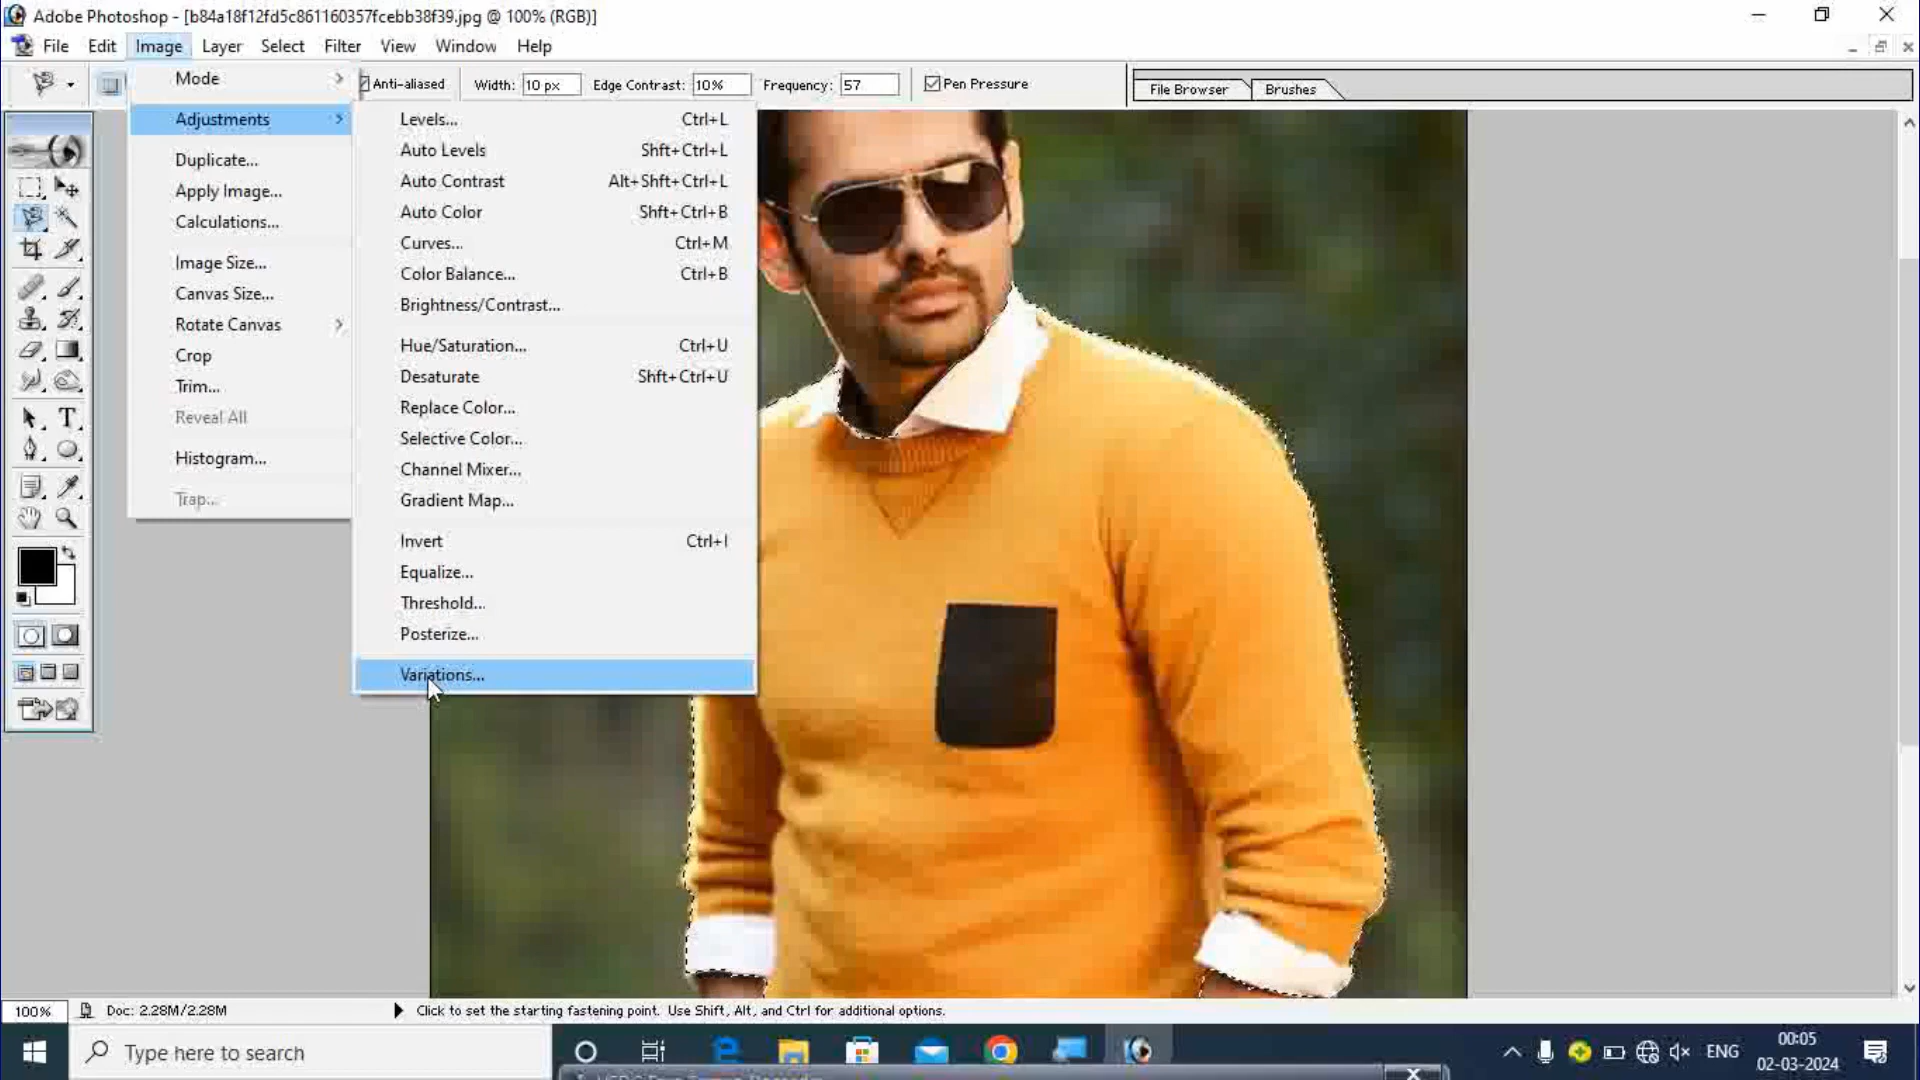 Adobe Photoshop - [b84a18f12fd5c861160357fcebb38f39.jpg @ 100% (RGB)]
File Edit Image Layer Select Filter View Window Help
Anti-aliased Width: 10 px Edge Contrast: 10% Frequency: 57 Pen Pressure File Browser Brushes
Mode
Adjustments
Duplicate...
Apply Image...
Calculations...
Image Size...
Canvas Size...
Rotate Canvas
Crop
Trim...
Reveal All
Histogram...
Trap...
Levels... Ctrl+L
Auto Levels Shft+Ctrl+L
Auto Contrast Alt+Shft+Ctrl+L
Auto Color Shft+Ctrl+B
Curves... Ctrl+M
Color Balance... Ctrl+B
Brightness/Contrast...
Hue/Saturation... Ctrl+U
Desaturate Shft+Ctrl+U
Replace Color...
Selective Color...
Channel Mixer...
Gradient Map...
Invert Ctrl+I
Equalize...
Threshold...
Posterize...
Variations...
T
100% Doc: 2.28M/2.28M Click to set the starting fastening point. Use Shift, Alt, and Ctrl for additional options.
Type here to search
ENG
00:05
02-03-2024